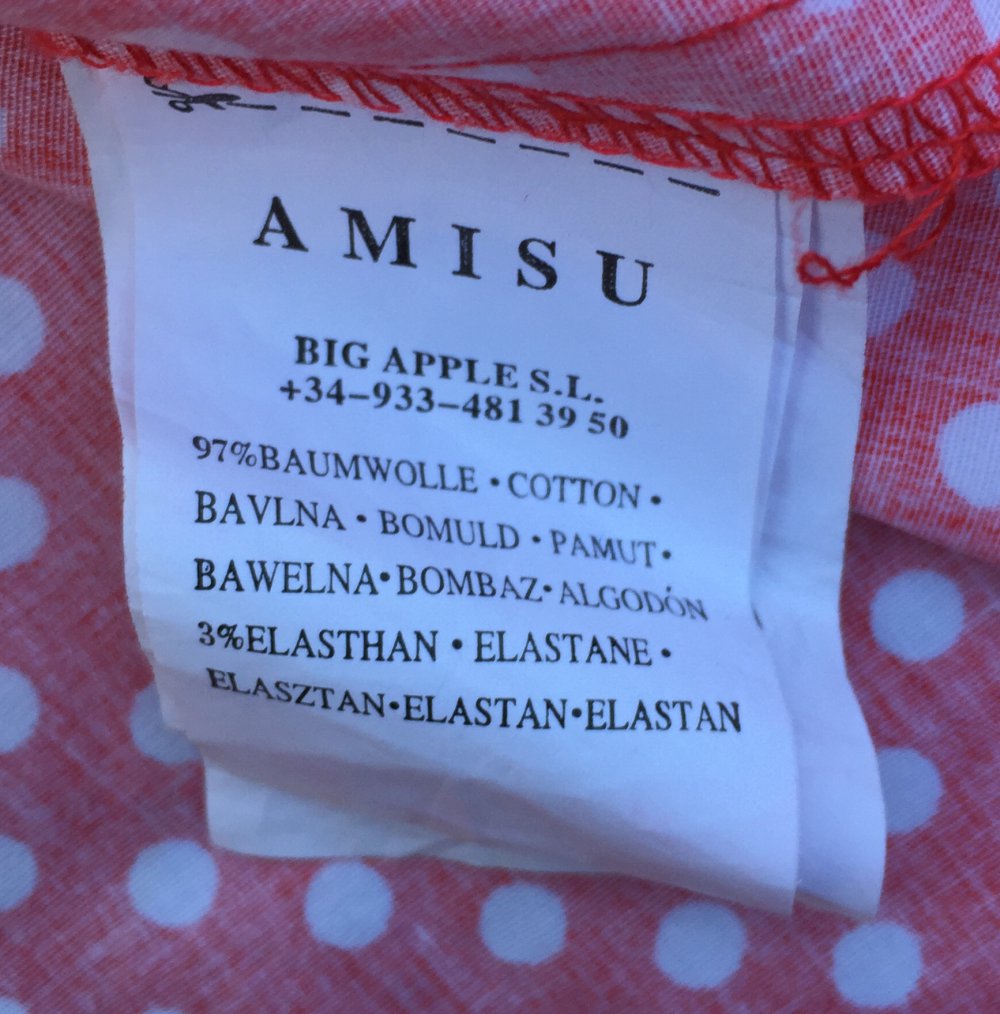 AMISU
BIG APPLE S.L.
+34-933-481 39 50
97%BAUMWOLLE • COTTON •
BAVLNA • BOMULD • PAMUT •
BAWELNA • BOMBAZ • ALGODÓN
3%ELASTHAN • ELASTANE •
ELASZTAN • ELASTAN • ELASTAN